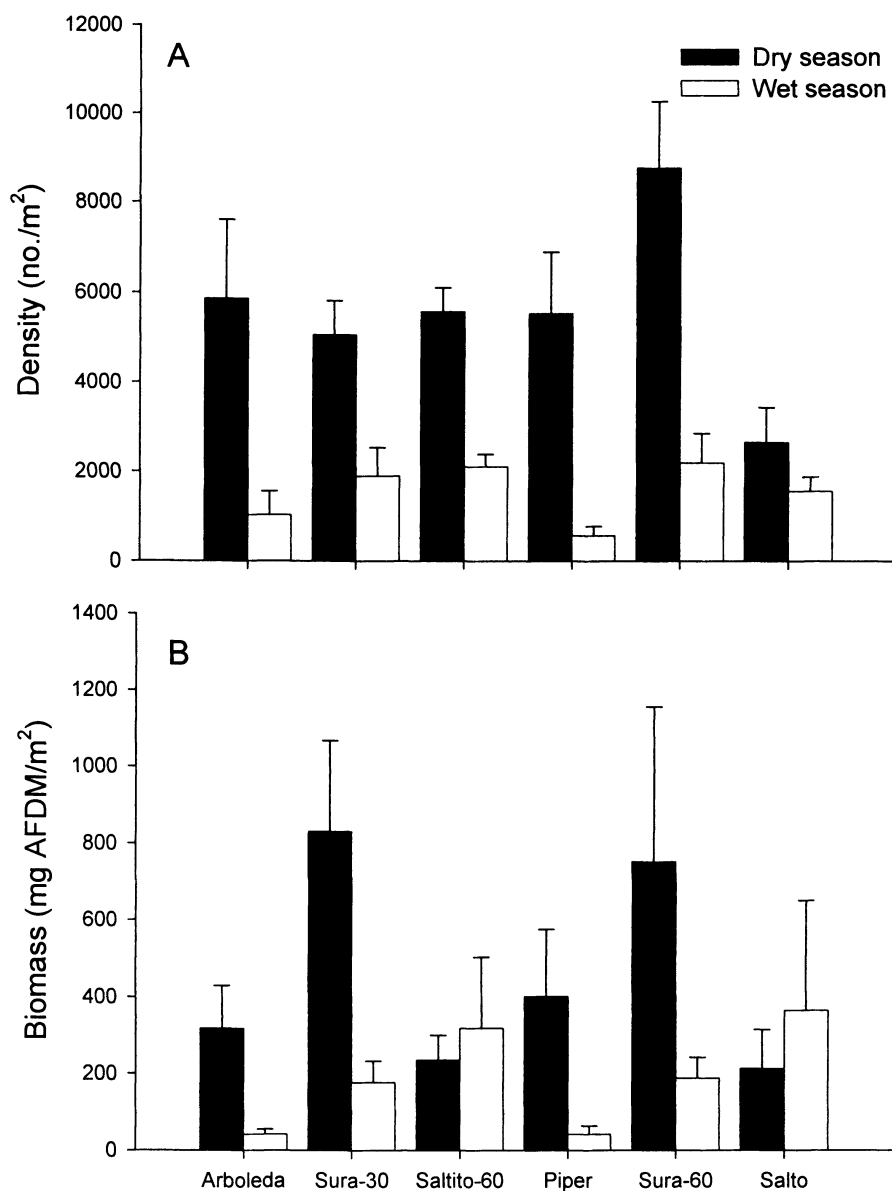 12000
10000
8000
6000
4000
2000
0
Density (no./m²)
A
Dry season
Wet season
1400
1200
1000
800
600
400
200
0
Biomass (mg AFDM/m²)
B
Arboleda Sura-30 Saltito-60 Piper Sura-60 Salto